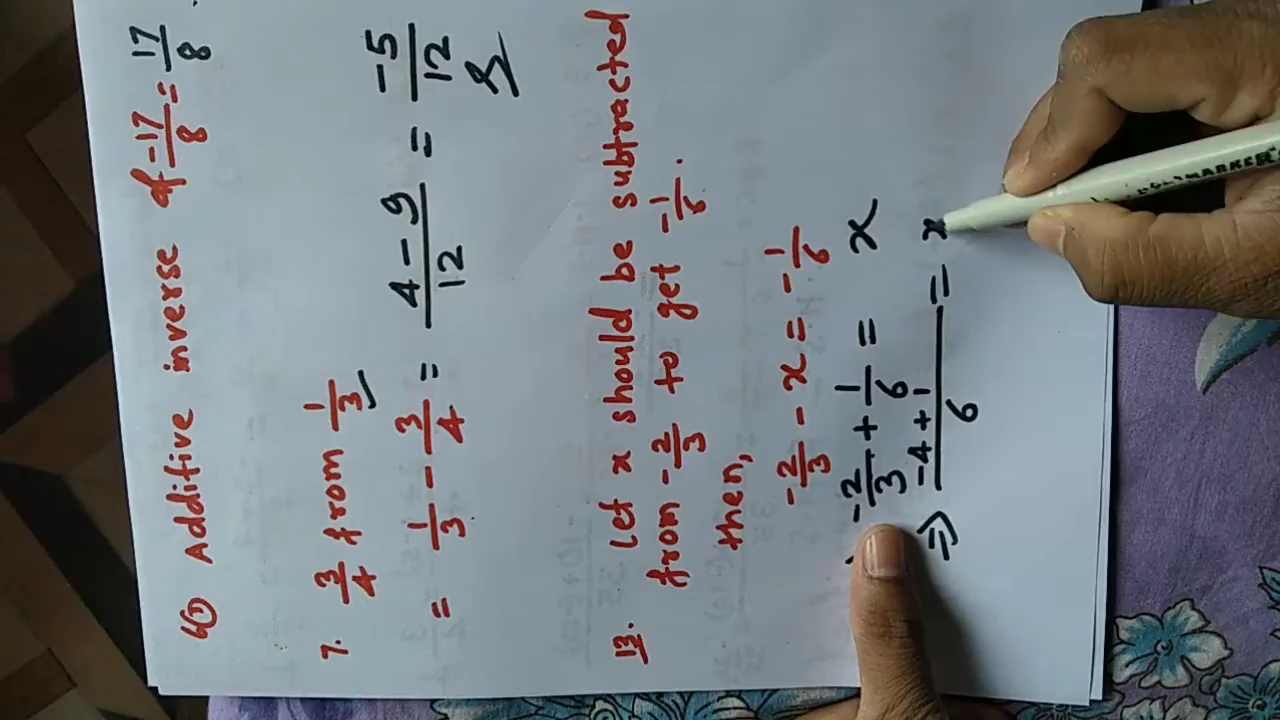 6(i) Additive inverse of -17/8 = 17/8.
7. 3/4 from 1/3
= 1/3 - 3/4 = 4-9/12 = -5/12
13. Let x should be subtracted
from -2/3 to get -1/6.
then,
-2/3 - x = -1/6
-2/3 + 1/6 = x
⇒ -4+1/6 = x